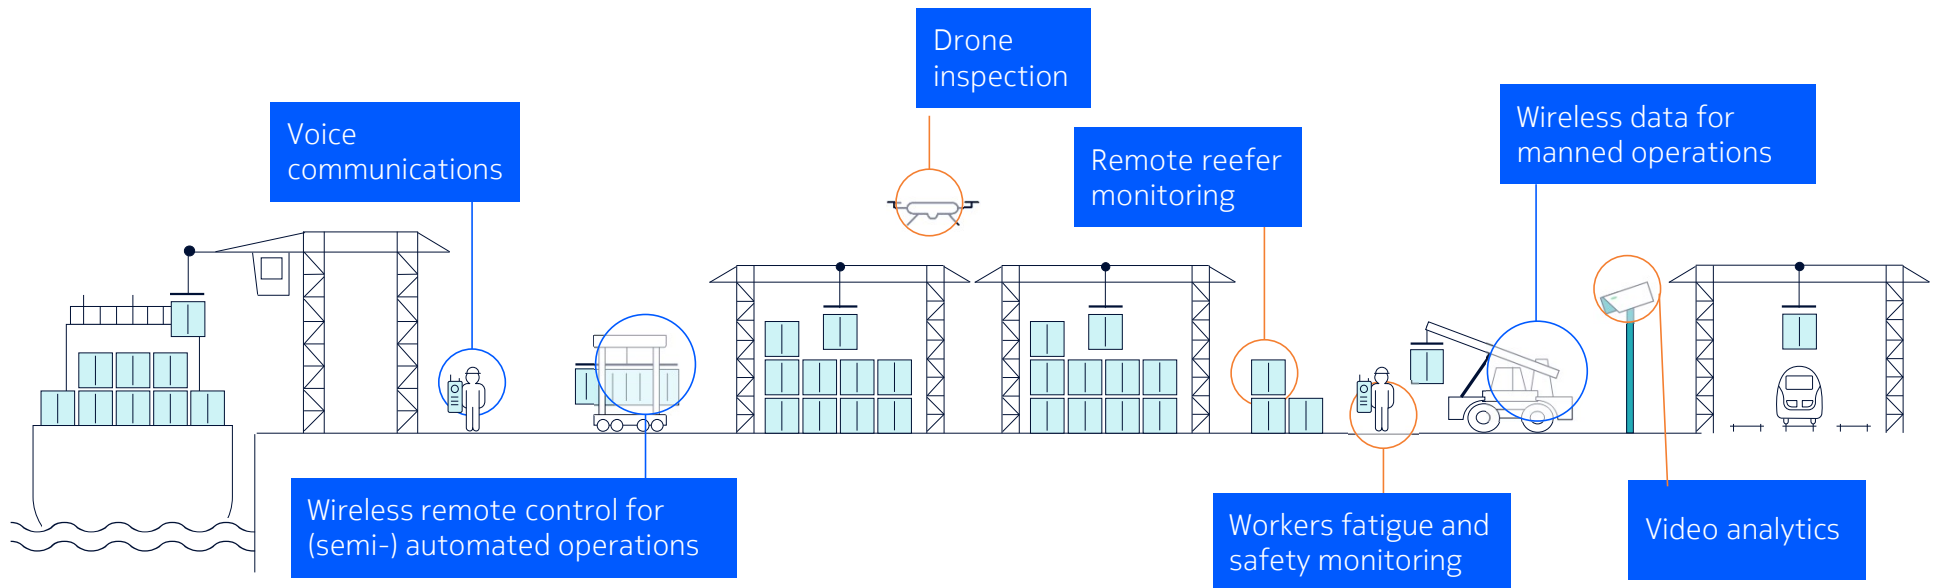 Drone
inspection
Voice
communications
Remote reefer
monitoring
Wireless data for
manned operations
Wireless remote control for
(semi-) automated operations
Workers fatigue and
safety monitoring
Video analytics